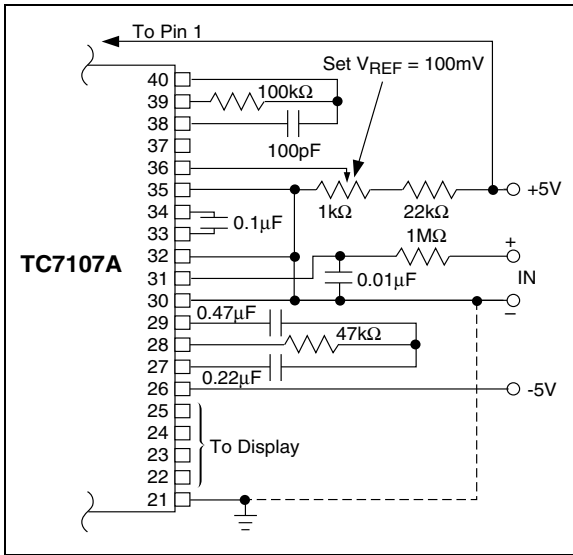 To Pin 1
Set VREF = 100mV
40
100kΩ
39
38
100pF
37
36
35
+5V
1kΩ
22kΩ
34
0.1μF
33
1MΩ
+
TC7107A
32
31
0.01μF
IN
30
–
0.47μF
29
47kΩ
28
27
0.22μF
26
-5V
25
24
To Display
23
22
21